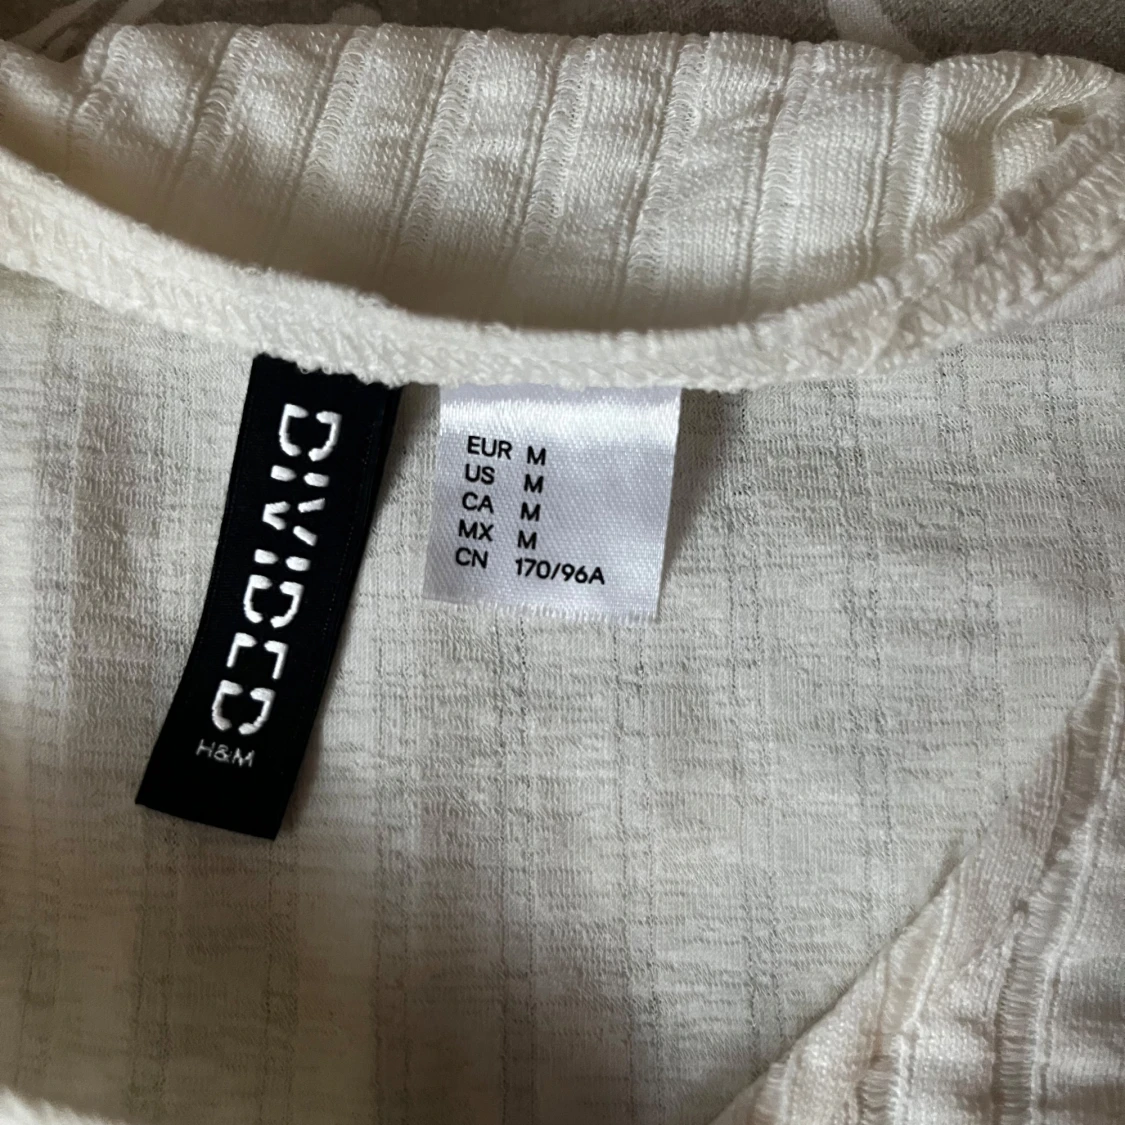 DIVIDED
H&M
EUR M
US M
CA M
MX M
CN 170/96A